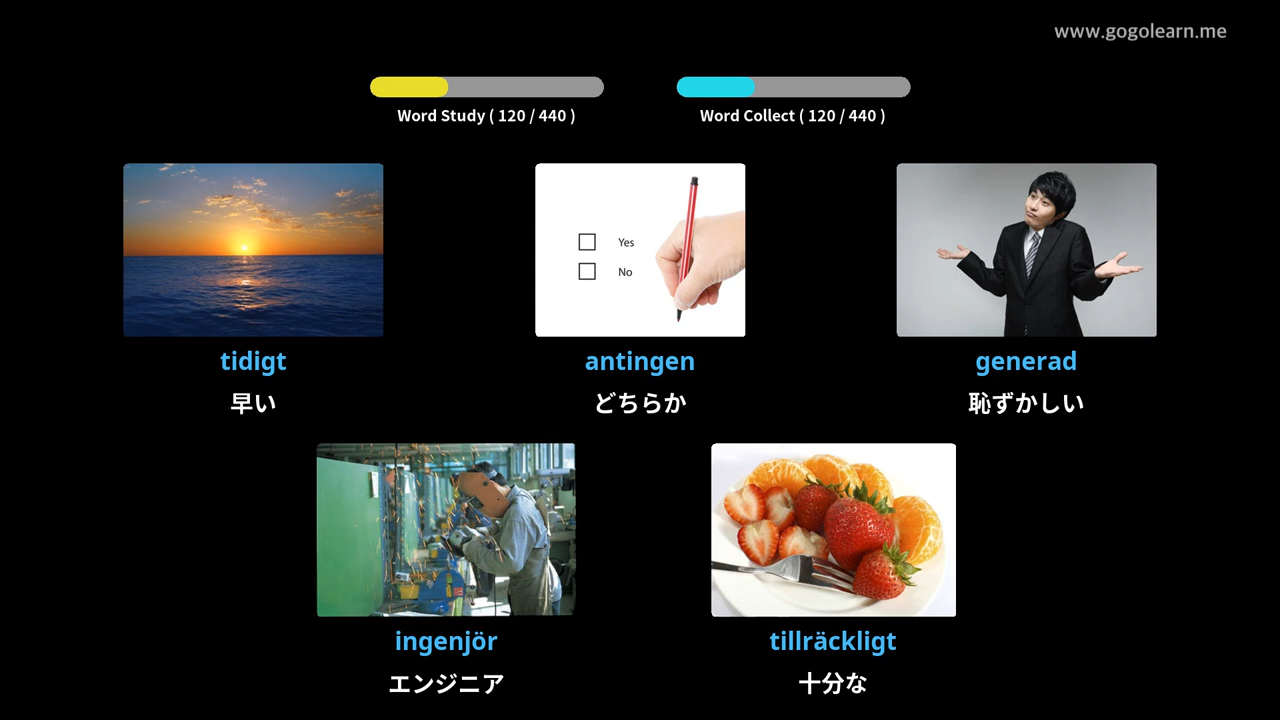 www.gogolearn.me
Word Study ( 120 / 440 )
Word Collect ( 120 / 440 )
Yes
No
tidigt
早い
antingen
どちらか
generad
恥ずかしい
ingenjör
エンジニア
tillräckligt
十分な